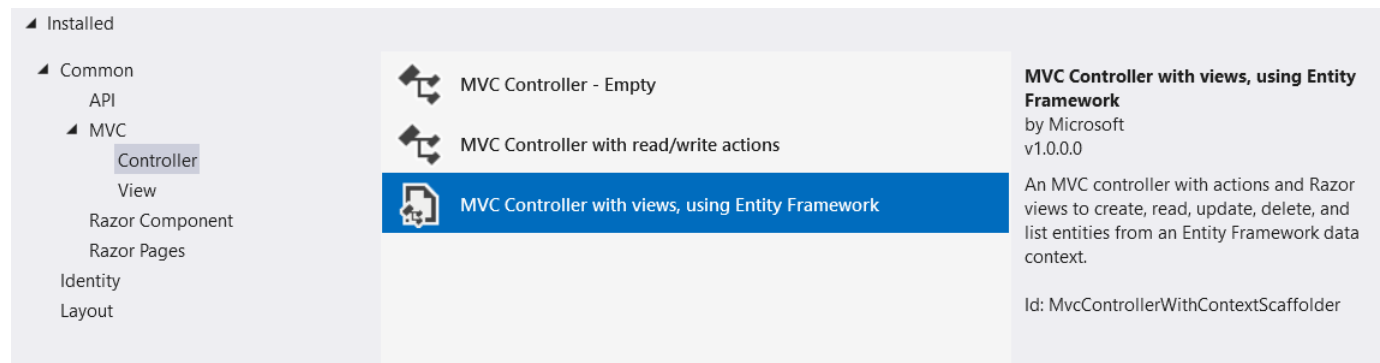 Installed
Common
API
MVC
Controller
View
Razor Component
Razor Pages
Identity
Layout
MVC Controller - Empty
MVC Controller with read/write actions
MVC Controller with views, using Entity Framework
MVC Controller with views, using Entity
Framework
by Microsoft
v1.0.0.0
An MVC controller with actions and Razor
views to create, read, update, delete, and
list entities from an Entity Framework data
context.
Id: MvcControllerWithContextScaffolder